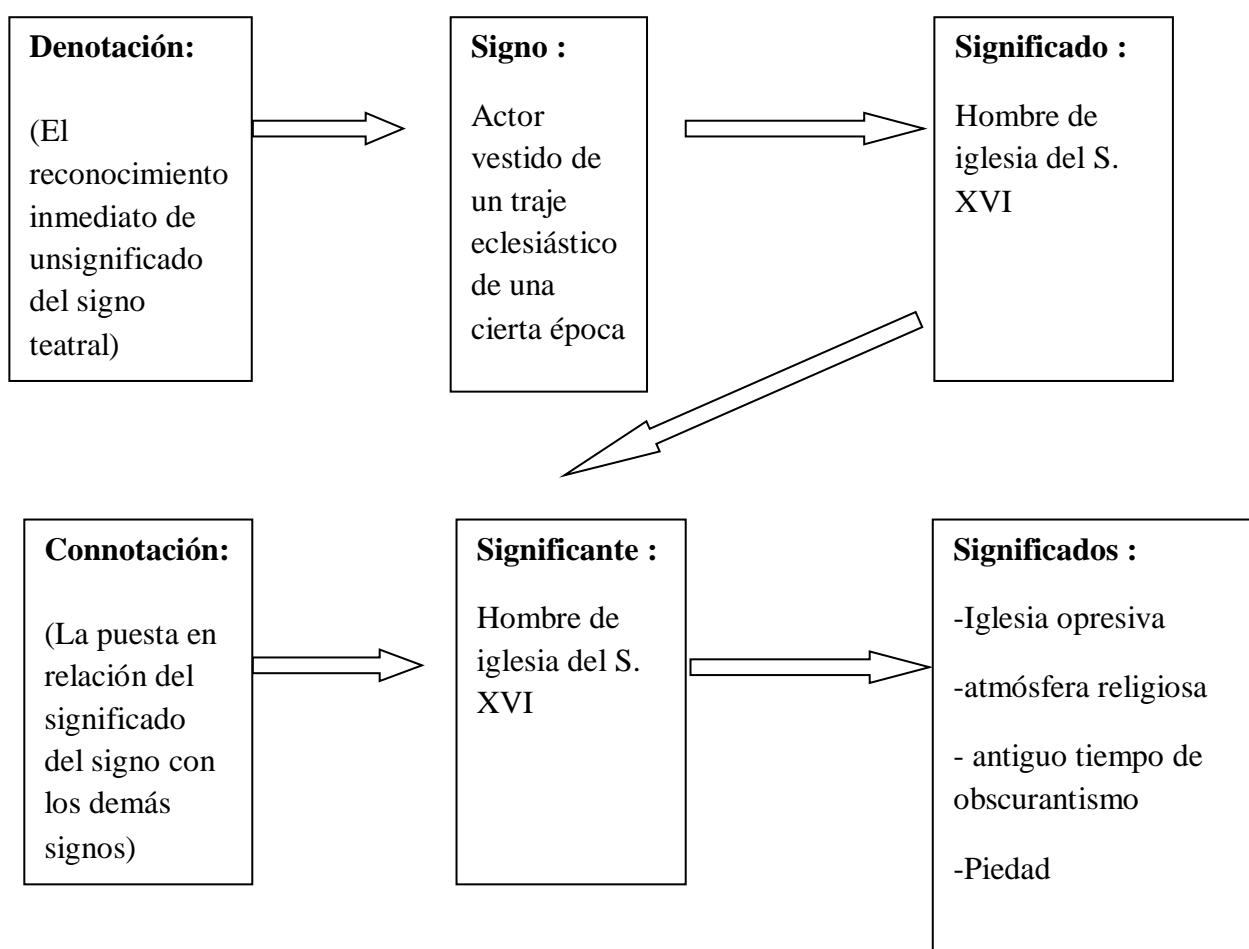 Denotación:
(El
reconocimiento
inmediato de
unsignificado
del signo
teatral)
Signo :
Actor
vestido de
un traje
eclesiástico
de una
cierta época
Significado :
Hombre de
iglesia del S.
XVI
Connotación:
(La puesta en
relación del
significado
del signo con
los demás
signos)
Significante :
Hombre de
iglesia del S.
XVI
Significados :
-Iglesia opresiva
-atmósfera religiosa
- antiguo tiempo de
obscurantismo
-Piedad